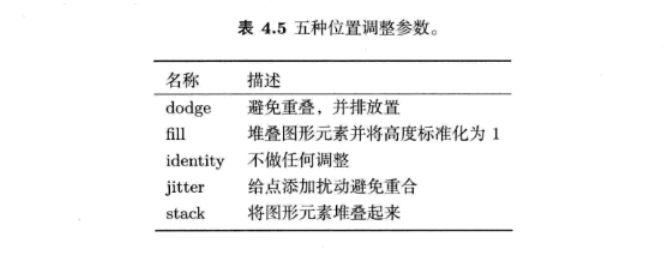 表 4.5 五种位置调整参数。
名称 描述
dodge 避免重叠，并排放置
fill 堆叠图形元素并将高度标准化为 1
identity 不做任何调整
jitter 给点添加扰动避免重合
stack 将图形元素堆叠起来